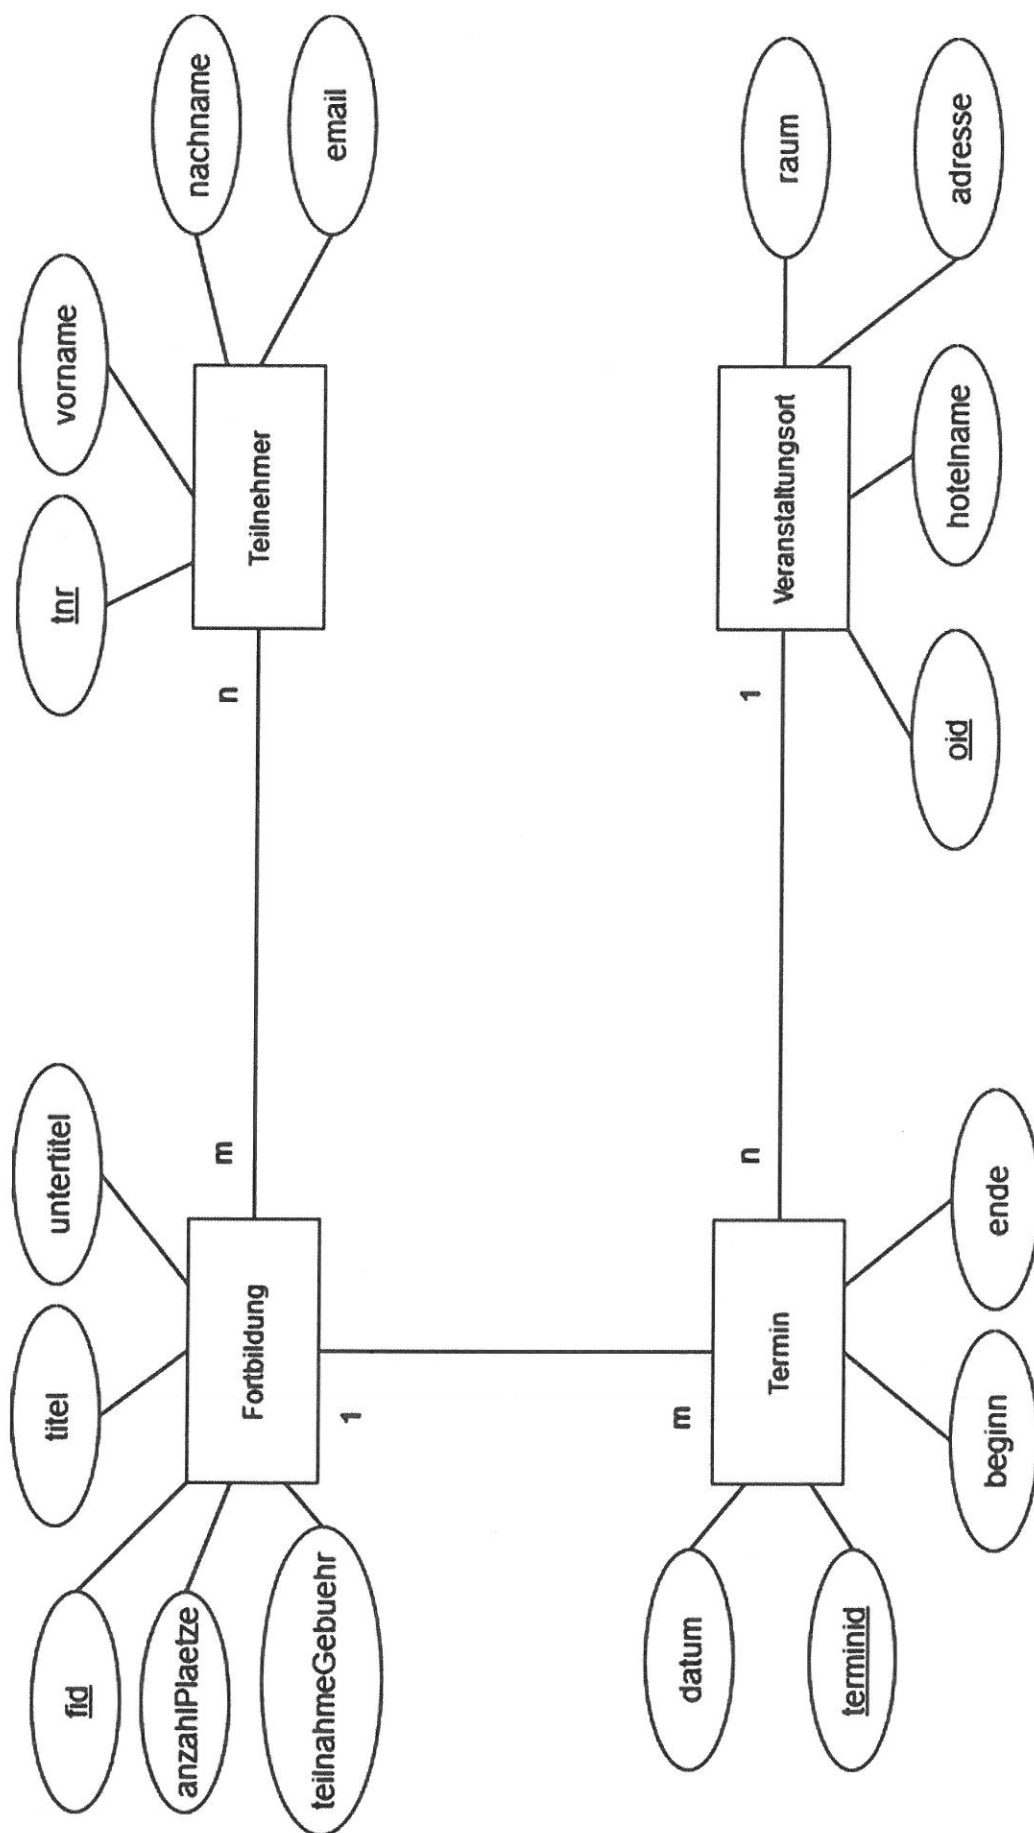 titel
untertitel
tnr
vorname
fid
nachname
anzahlPlaetze
Fortbildung
m
n
Teilnehmer
teilnahmeGebuehr
email
1
datum
m
n
1
raum
terminid
Termin
Veranstaltungsort
beginn
ende
oid
hotelname
adresse